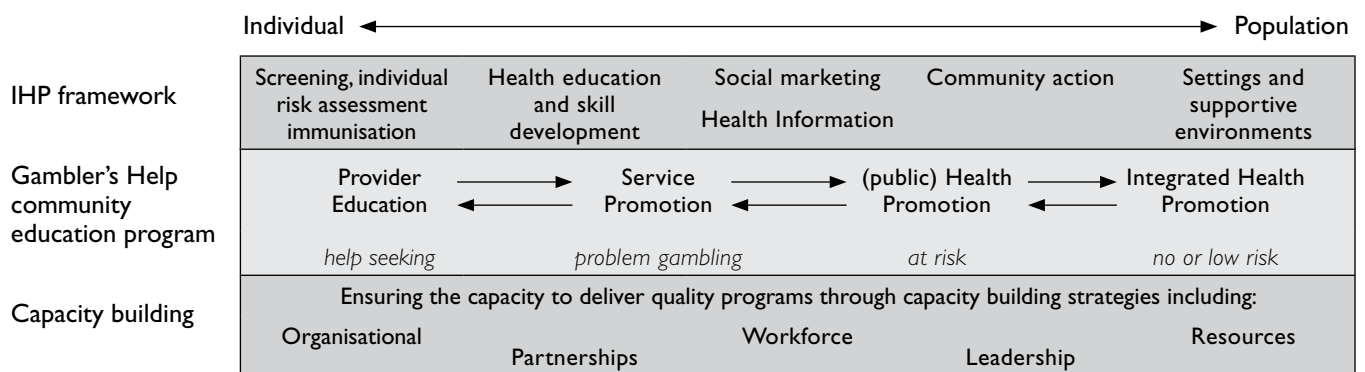 Individual Population
IHP framework
Screening, individual
risk assessment
immunisation
Health education
and skill
development
Social marketing
Health Information
Community action
Settings and
supportive
environments
Gambler's Help
community
education program
Provider
Education
Service
Promotion
(public) Health
Promotion
Integrated Health
Promotion
help seeking problem gambling at risk no or low risk
Capacity building
Ensuring the capacity to deliver quality programs through capacity building strategies including:
Organisational
Partnerships
Workforce
Leadership
Resources